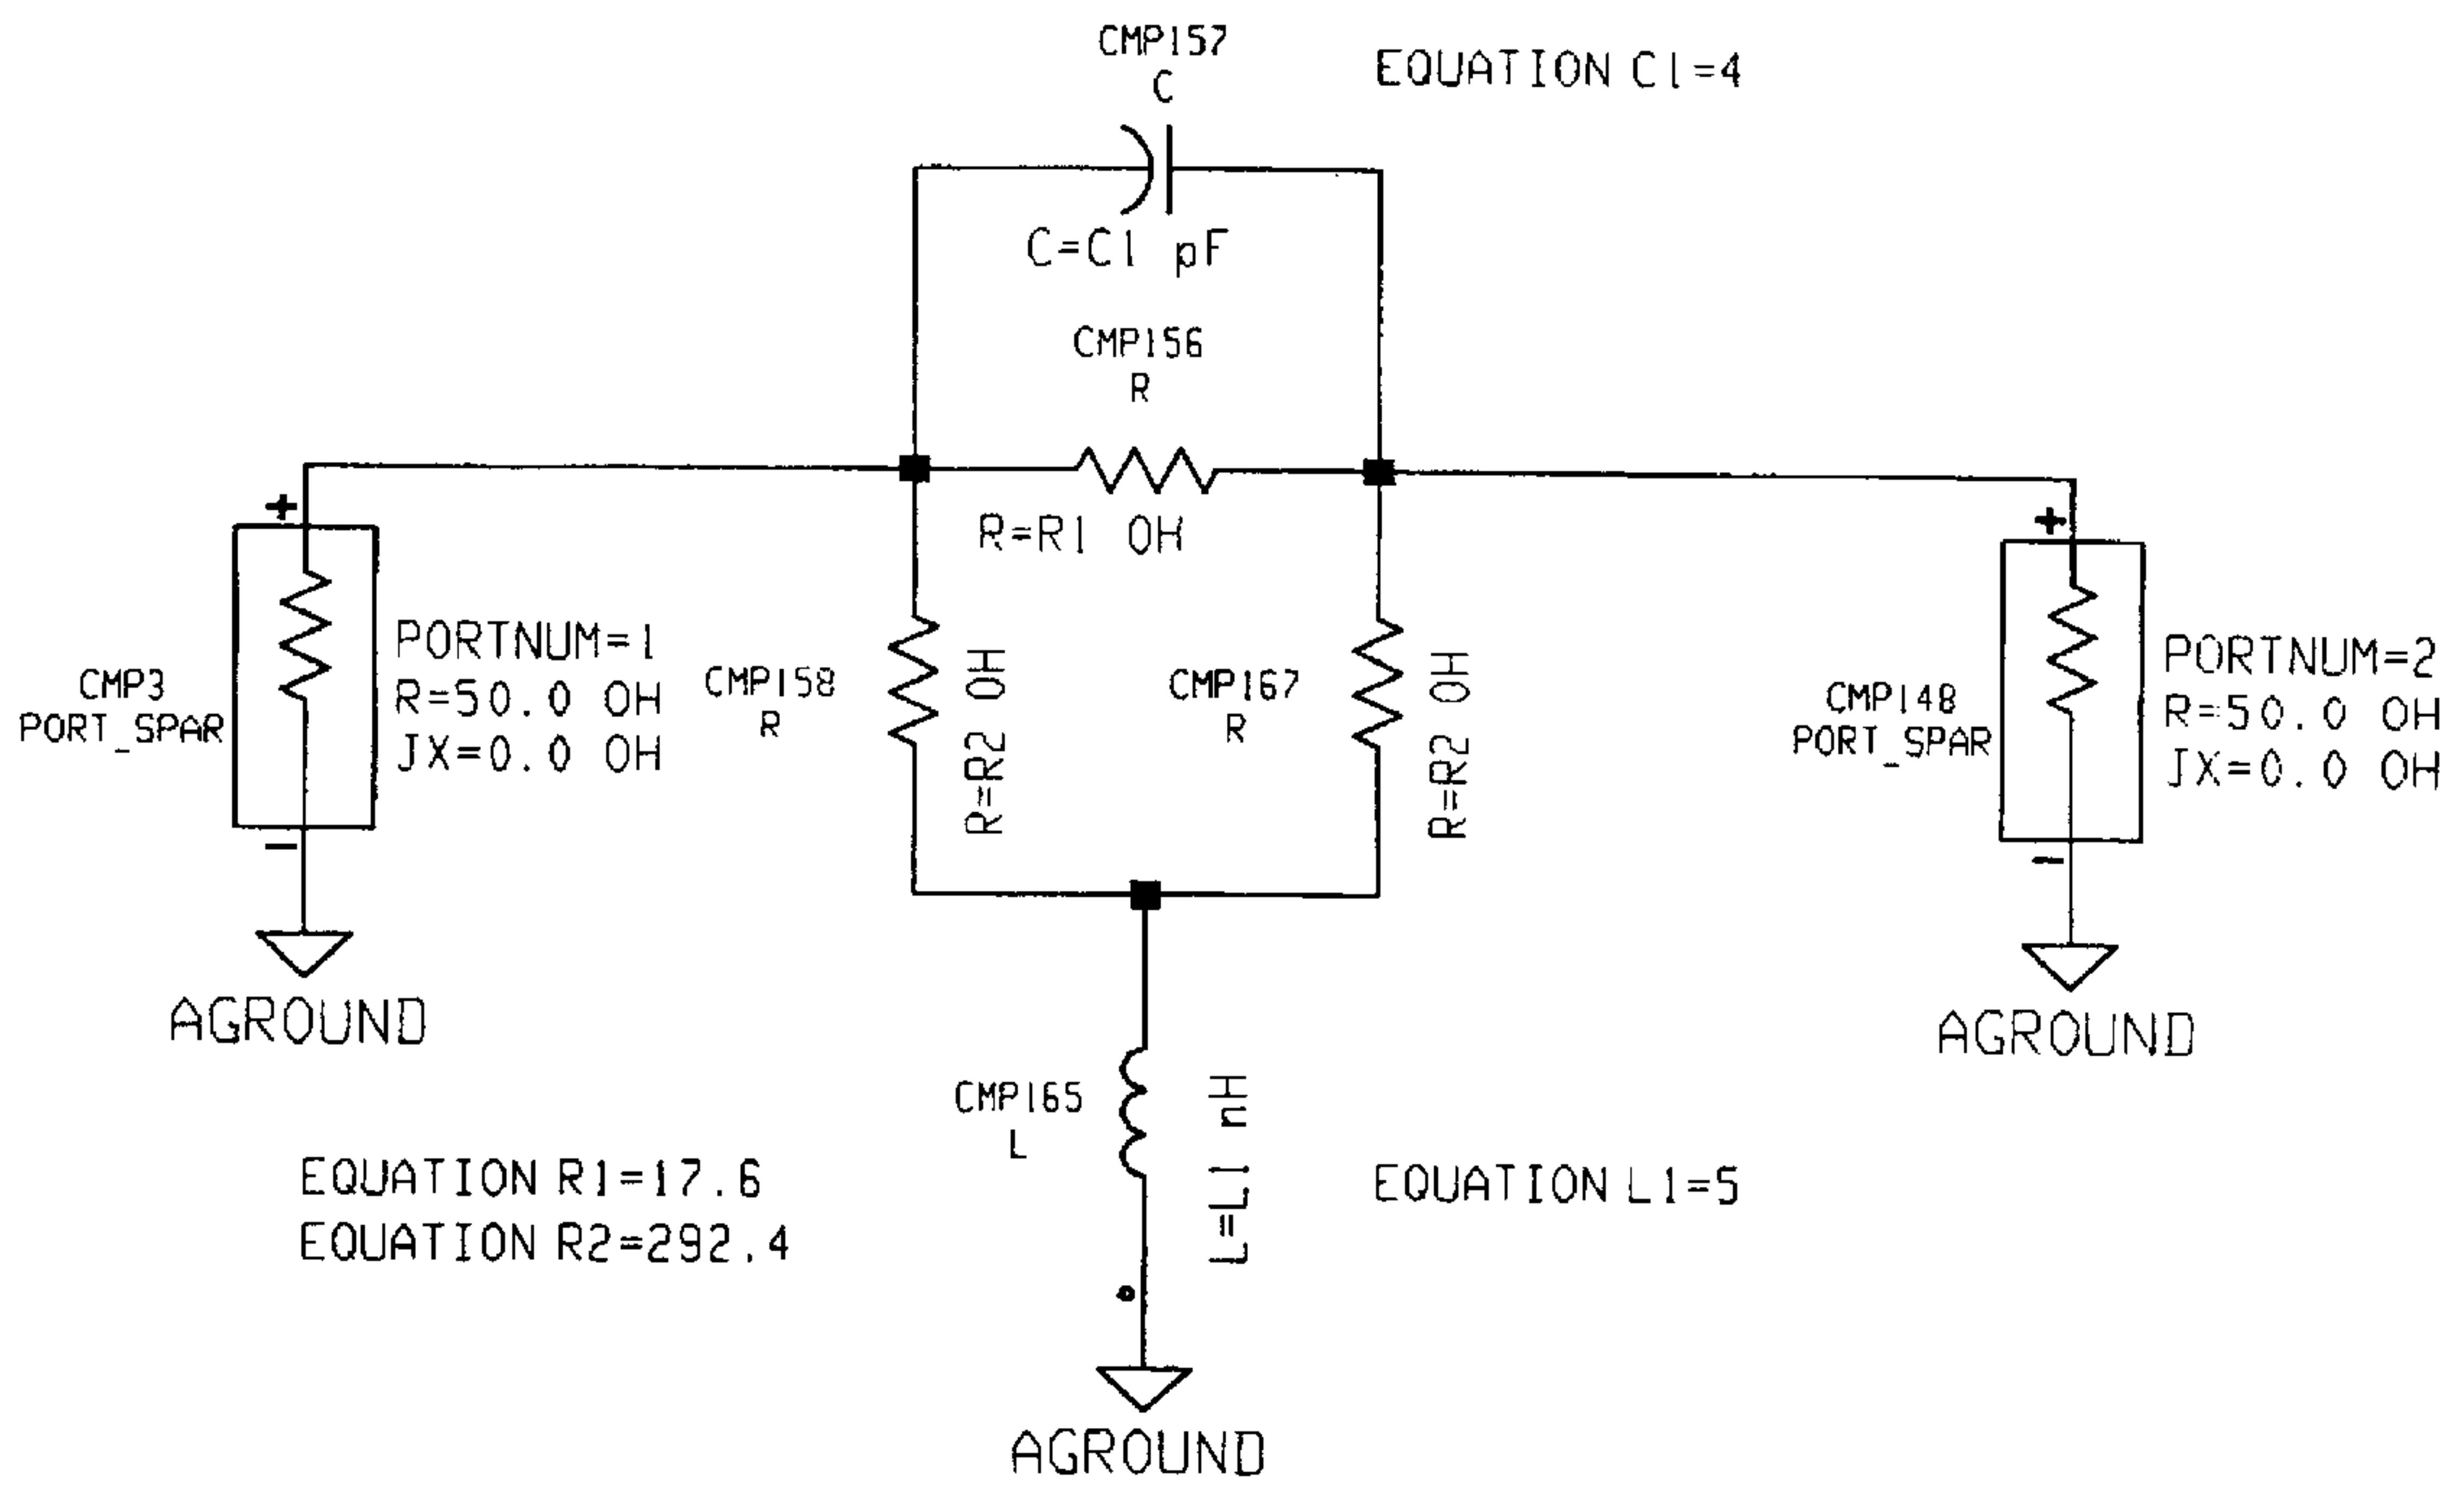 CMP157
C
EQUATION C1=4
C=C1 pF
CMP156
R
R=R1 OH
+
+
CMP3
PORT_SPAR
PORTNUM=1
R=50.0 OH
JX=0.0 OH
CMP158
R
R=R2 OH
CMP167
R
R=R2 OH
CMP148
PORT_SPAR
PORTNUM=2
R=50.0 OH
JX=0.0 OH
–
–
AGROUND
AGROUND
CMP165
L
L=L1 nH
EQUATION R1=17.6
EQUATION R2=292.4
EQUATION L1=5
AGROUND